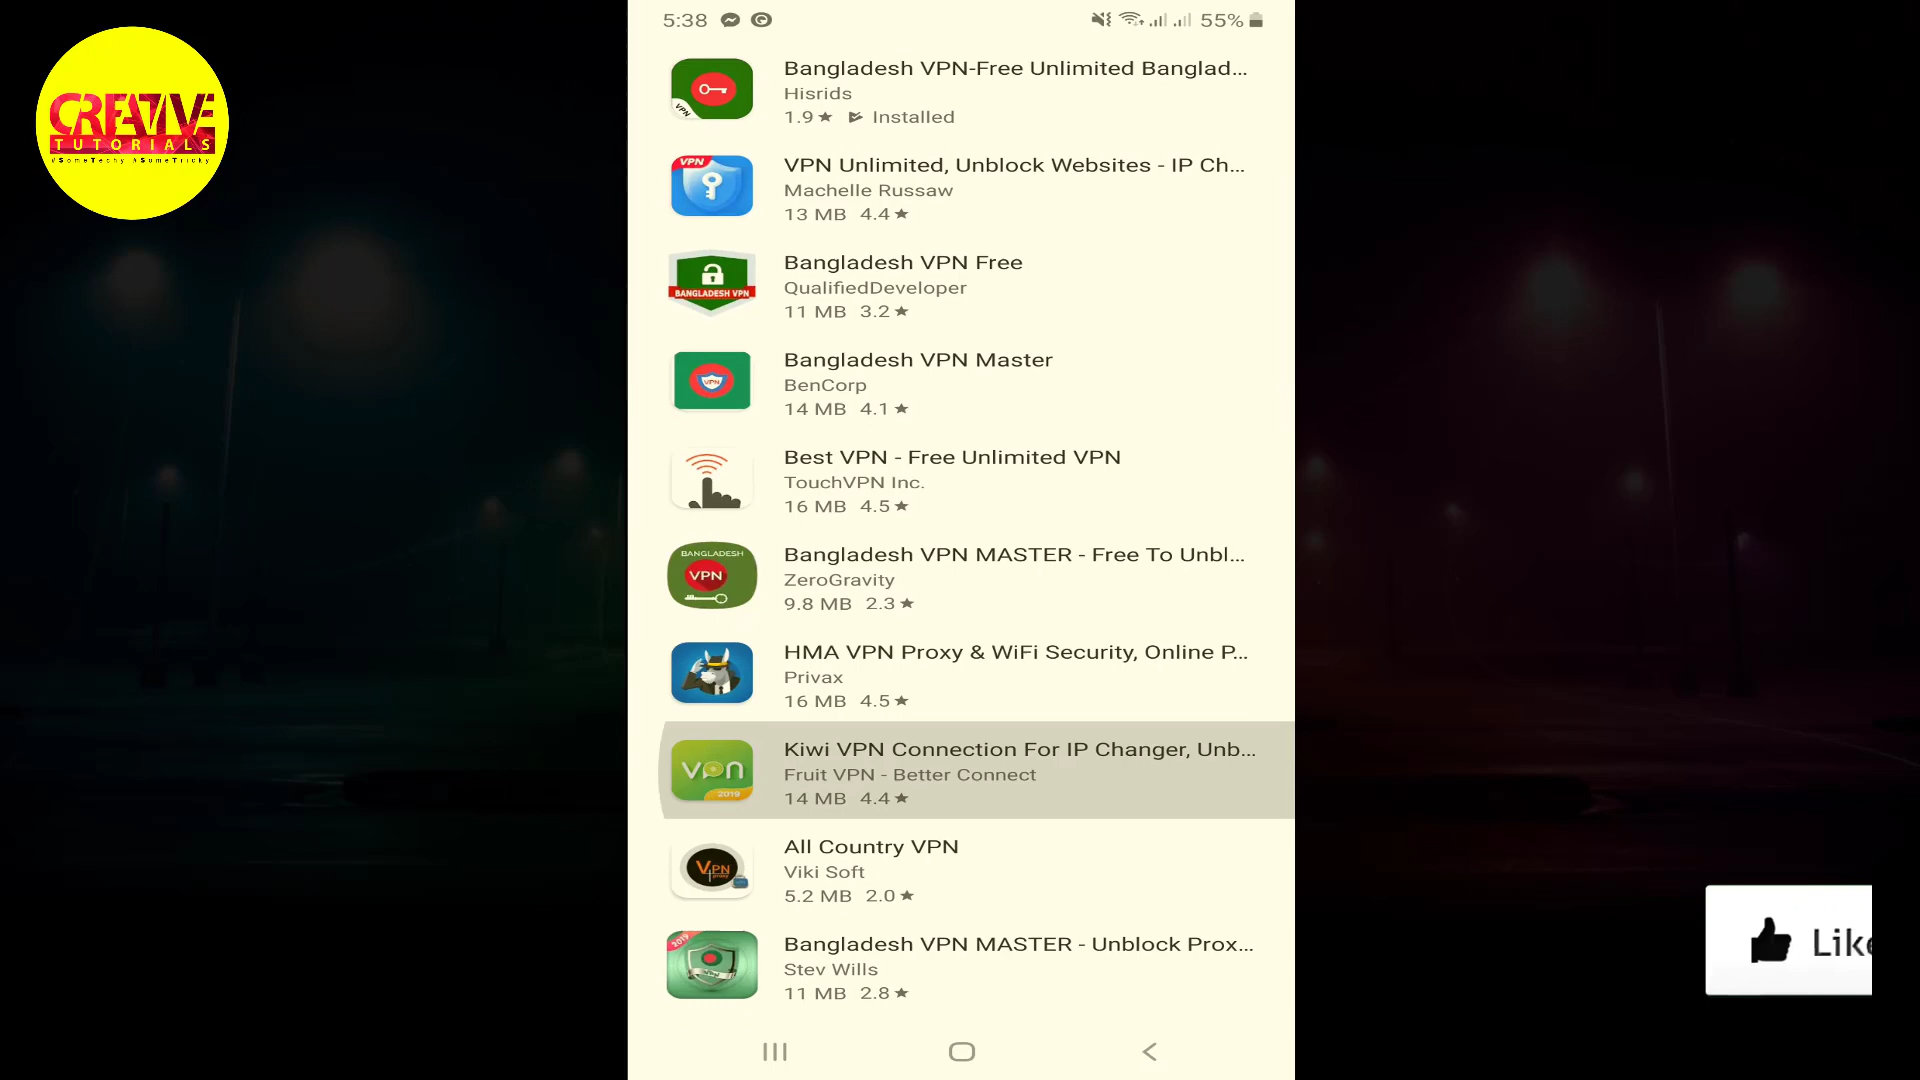 5:38
55%
CREATIVE
TUTORIALS
#SomeTechy #SomeTricky
Bangladesh VPN-Free Unlimited Banglad...
Hisrids
1.9★ Installed
VPN
VPN Unlimited, Unblock Websites - IP Ch...
Machelle Russaw
13 MB 4.4★
VPN
Bangladesh VPN Free
QualifiedDeveloper
11 MB 3.2★
BANGLADESH VPN
Bangladesh VPN Master
BenCorp
14 MB 4.1★
VPN
Best VPN - Free Unlimited VPN
TouchVPN Inc.
16 MB 4.5★
Bangladesh VPN MASTER - Free To Unbl...
ZeroGravity
9.8 MB 2.3★
BANGLADESH
VPN
HMA VPN Proxy & WiFi Security, Online P...
Privax
16 MB 4.5★
Kiwi VPN Connection For IP Changer, Unb...
Fruit VPN - Better Connect
14 MB 4.4★
vpn
2019
All Country VPN
Viki Soft
5.2 MB 2.0★
VPN
Bangladesh VPN MASTER - Unblock Prox...
Stev Wills
11 MB 2.8★
2019
Like